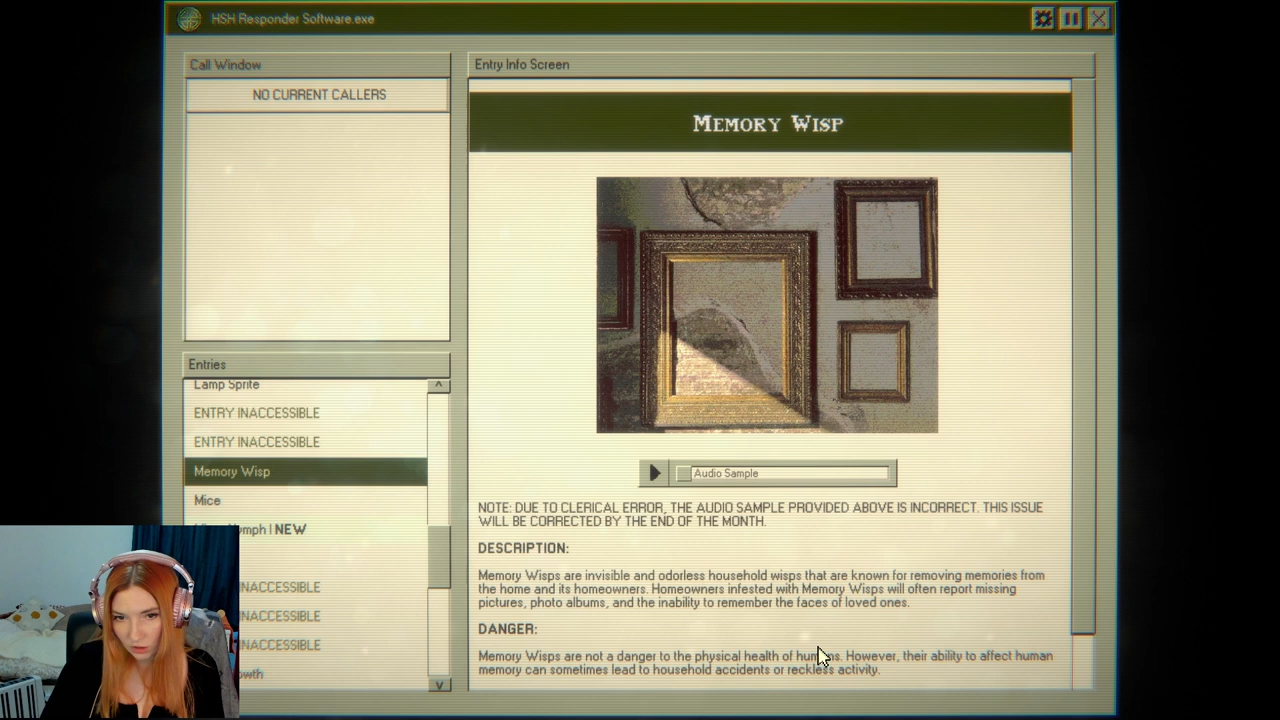 HSH Responder Software.exe
Call Window
NO CURRENT CALLERS
Entries
Lamp Sprite
ENTRY INACCESSIBLE
ENTRY INACCESSIBLE
Memory Wisp
Mice
NEW
INACCESSIBLE
INACCESSIBLE
INACCESSIBLE
Entry Info Screen
MEMORY WISP
Audio Sample
NOTE: DUE TO CLERICAL ERROR, THE AUDIO SAMPLE PROVIDED ABOVE IS INCORRECT. THIS ISSUE
WILL BE CORRECTED BY THE END OF THE MONTH.
DESCRIPTION:
Memory Wisps are invisible and odorless household wisps that are known for removing memories from
the home and its homeowners. Homeowners infested with Memory Wisps will often report missing
pictures, photo albums, and the inability to remember the faces of loved ones.
DANGER:
Memory Wisps are not a danger to the physical health of humans. However, their ability to affect human
memory can sometimes lead to household accidents or reckless activity.